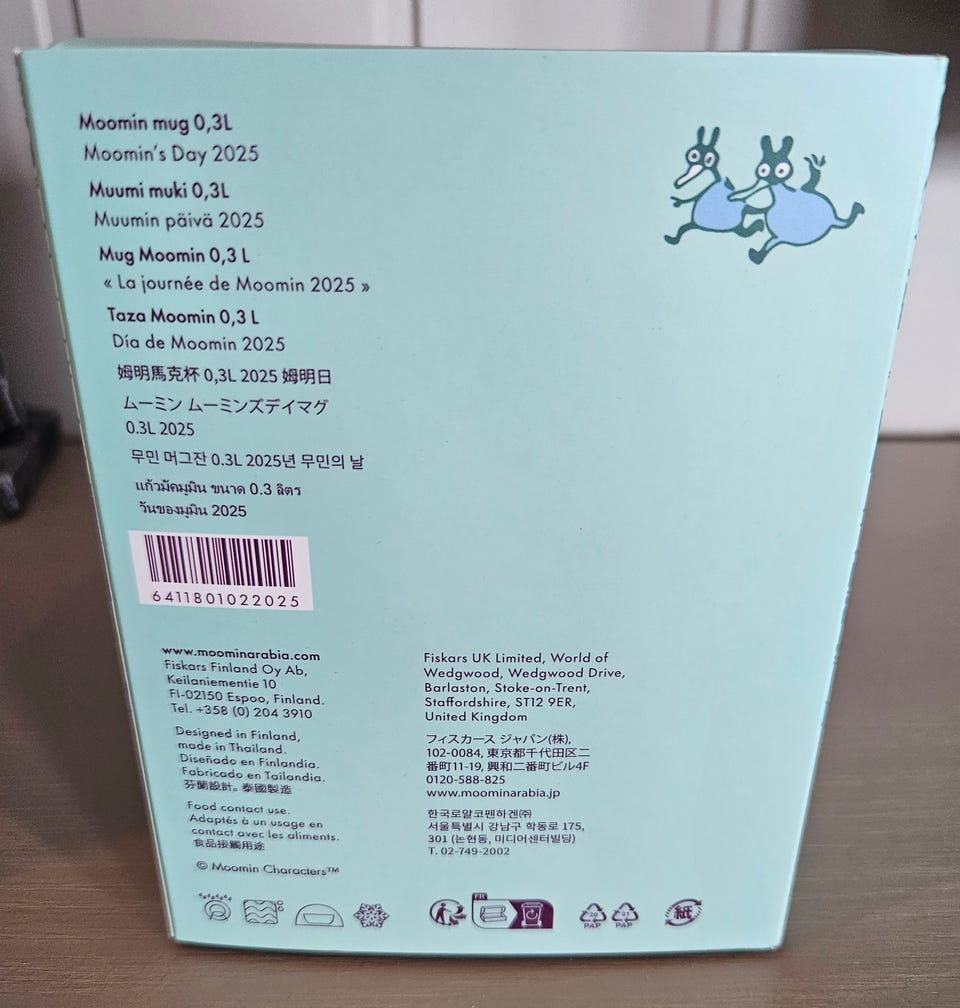 Moomin mug 0,3L
Moomin's Day 2025
Muumi muki 0,3L
Muumin päivä 2025
Mug Moomin 0,3 L
« La journée de Moomin 2025 »
Taza Moomin 0,3 L
Día de Moomin 2025
姆明馬克杯 0,3L 2025 姆明日
ムーミン ムーミンズデイマグ
0.3L 2025
무민 머그잔 0.3L 2025년 무민의 날
แก้วมัคมูมิน ขนาด 0.3 ลิตร
วันของมูมิน 2025
6411801022025
www.moominarabia.com
Fiskars Finland Oy Ab,
Keilaniementie 10
FI-02150 Espoo, Finland.
Tel. +358 (0) 204 3910
Designed in Finland,
made in Thailand.
Diseñado en Finlandia.
Fabricado en Tailandia.
芬蘭設計。泰國製造
Food contact use.
Adaptés à un usage en
contact avec les aliments.
食品接觸用途
© Moomin Characters™
Fiskars UK Limited, World of
Wedgwood, Wedgwood Drive,
Barlaston, Stoke-on-Trent,
Staffordshire, ST12 9ER,
United Kingdom
フィスカース ジャパン(株),
102-0084, 東京都千代田区二
番町11-19, 興和二番町ビル4F
0120-588-825
www.moominarabia.jp
한국로얄코펜하겐㈜
서울특별시 강남구 학동로 175,
301 (논현동, 미디어센터빌딩)
T. 02-749-2002
FR
20
PAP
21
PAP
紙